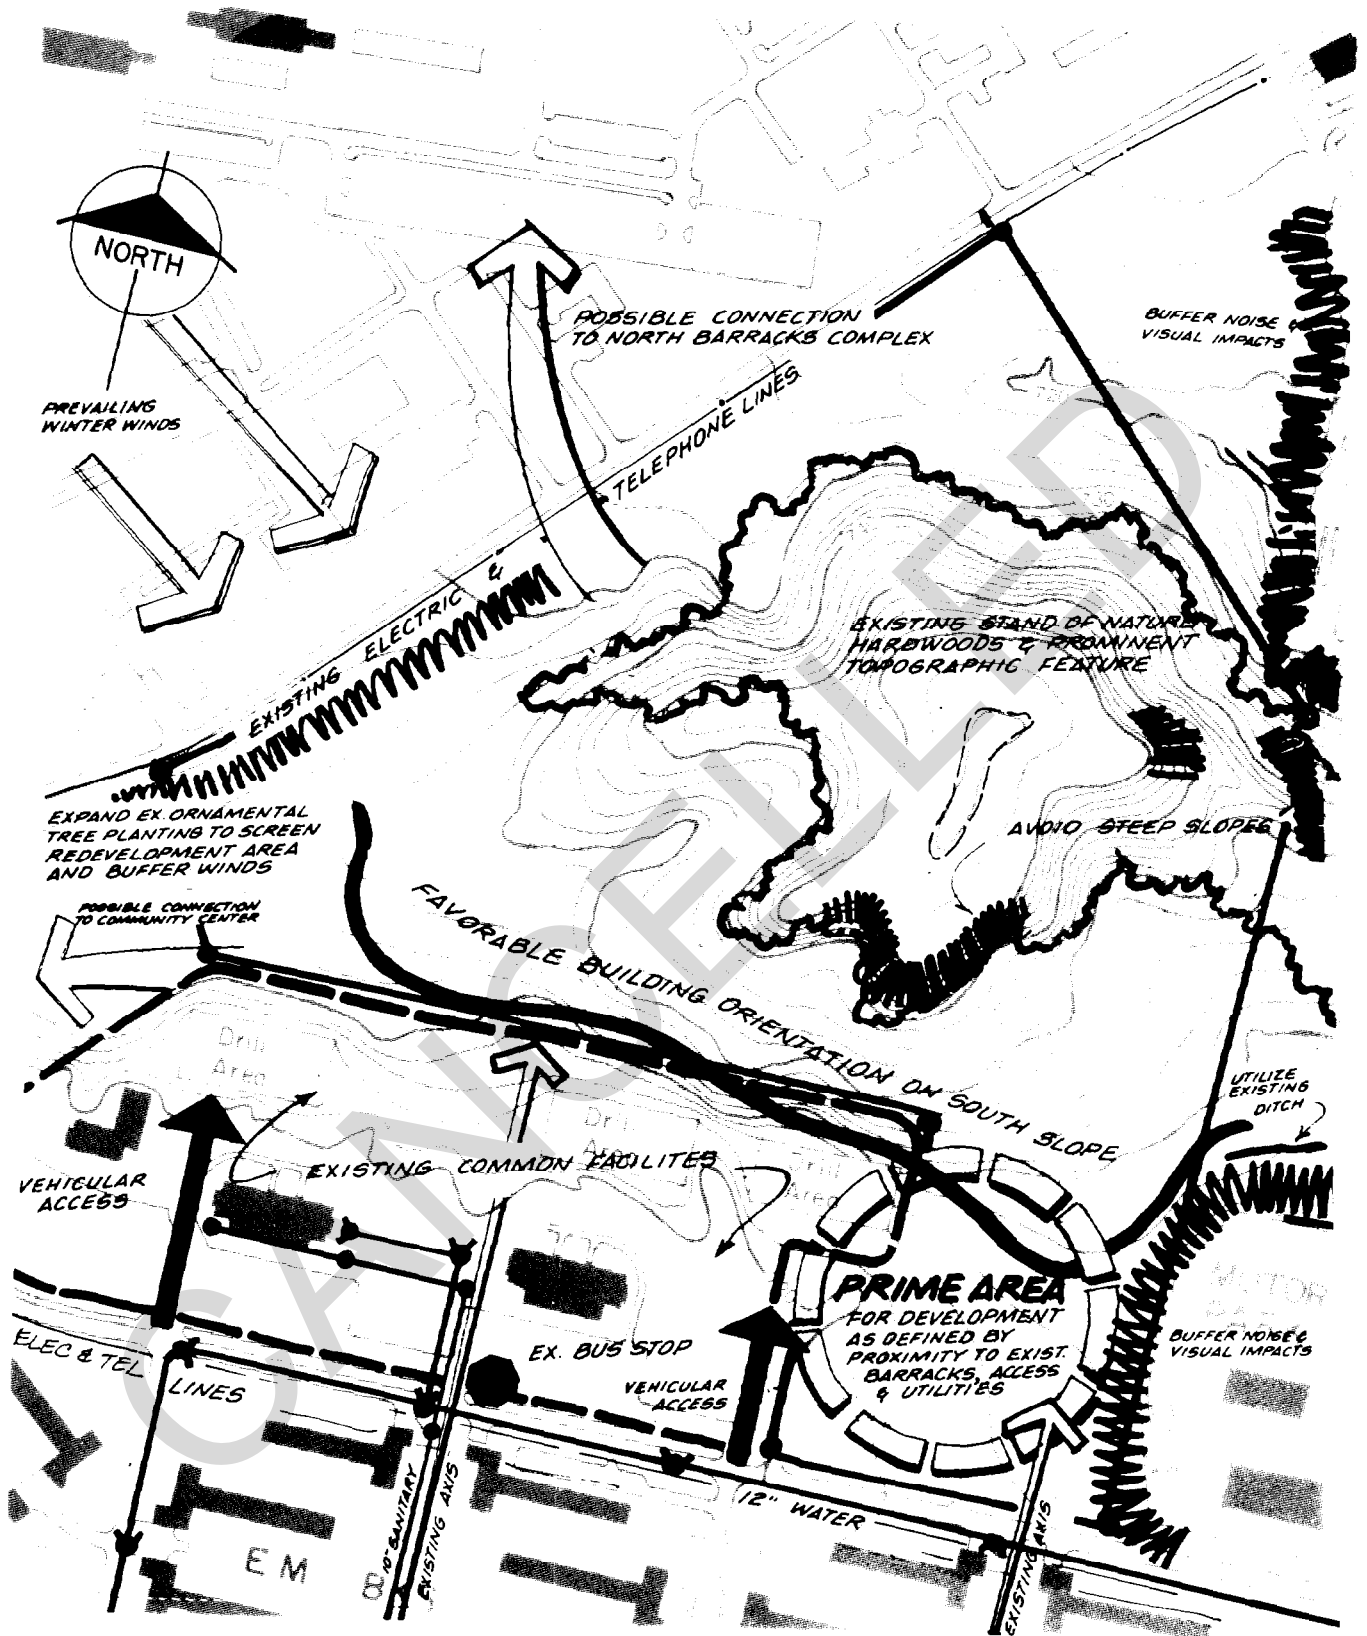 NORTH
PREVAILING
WINTER WINDS
POSSIBLE CONNECTION
TO NORTH BARRACKS COMPLEX
BUFFER NOISE &
VISUAL IMPACTS
EXISTING ELECTRIC & TELEPHONE LINES
EXISTING STAND OF NATURE
HARDWOODS & PROMINENT
TOPOGRAPHIC FEATURE
EXPAND EX. ORNAMENTAL
TREE PLANTING TO SCREEN
REDEVELOPMENT AREA
AND BUFFER WINDS
AVOID STEEP SLOPES
POSSIBLE CONNECTION
TO COMMUNITY CENTER
FAVORABLE BUILDING ORIENTATION ON SOUTH SLOPE
Drill
Area
UTILIZE
EXISTING
DITCH
Drill
EXISTING COMMON FACILITES
Drill
Area
VEHICULAR
ACCESS
PRIME AREA
FOR DEVELOPMENT
AS DEFINED BY
PROXIMITY TO EXIST.
BARRACKS, ACCESS
& UTILITIES
BUFFER NOISE &
VISUAL IMPACTS
ELEC & TEL
LINES
EX. BUS STOP
VEHICULAR
ACCESS
12" WATER
10" SANITARY
EXISTING AXIS
EXISTING AXIS
E M
B
CANCELLED